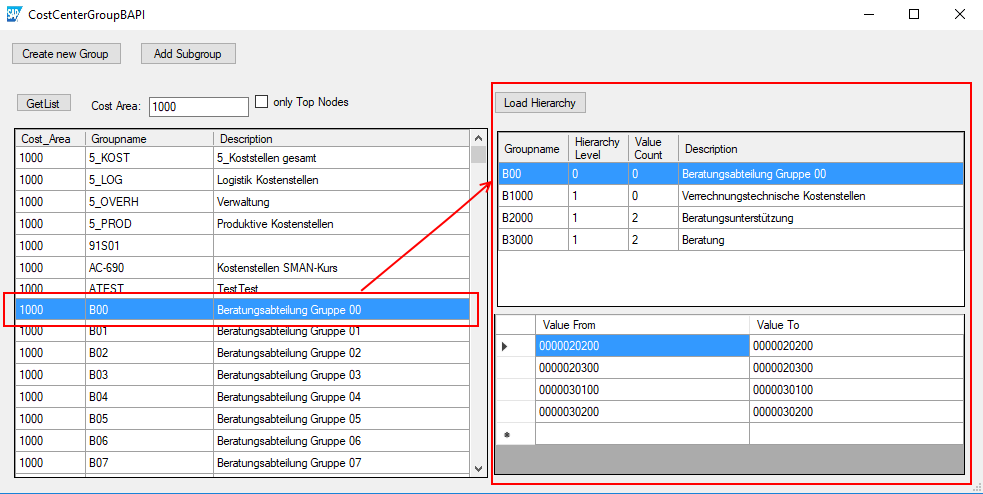 SAP CostCenterGroupBAPI
Create new Group Add Subgroup
GetList Cost Area: 1000 only Top Nodes
Cost_Area Groupname Description
1000 5_KOST 5_Koststellen gesamt
1000 5_LOG Logistik Kostenstellen
1000 5_OVERH Verwaltung
1000 5_PROD Produktive Kostenstellen
1000 91S01
1000 AC-690 Kostenstellen SMAN-Kurs
1000 ATEST TestTest
1000 B00 Beratungsabteilung Gruppe 00
1000 B01 Beratungsabteilung Gruppe 01
1000 B02 Beratungsabteilung Gruppe 02
1000 B03 Beratungsabteilung Gruppe 03
1000 B04 Beratungsabteilung Gruppe 04
1000 B05 Beratungsabteilung Gruppe 05
1000 B06 Beratungsabteilung Gruppe 06
1000 B07 Beratungsabteilung Gruppe 07
Load Hierarchy
Groupname Hierarchy Level Value Count Description
B00 0 0 Beratungsabteilung Gruppe 00
B1000 1 0 Verrechnungstechnische Kostenstellen
B2000 1 2 Beratungsunterstützung
B3000 1 2 Beratung
Value From Value To
0000020200 0000020200
0000020300 0000020300
0000030100 0000030100
0000030200 0000030200